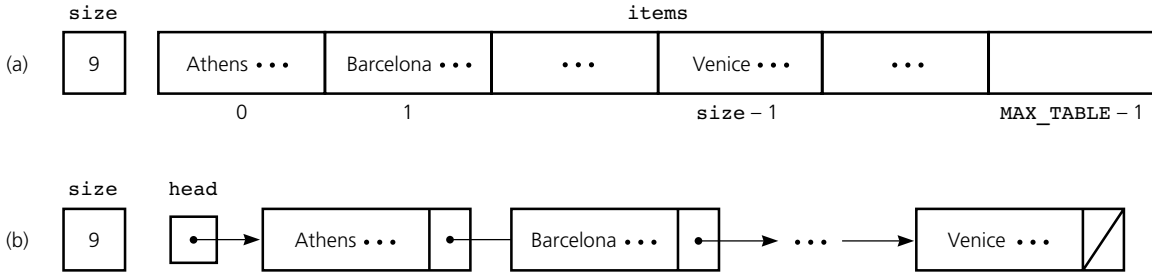 size items
(a) 9 Athens • • • Barcelona • • • • • • Venice • • • • • •
0 1 size – 1 MAX_TABLE – 1
size head
(b) 9 Athens • • • Barcelona • • • • • • Venice • • •